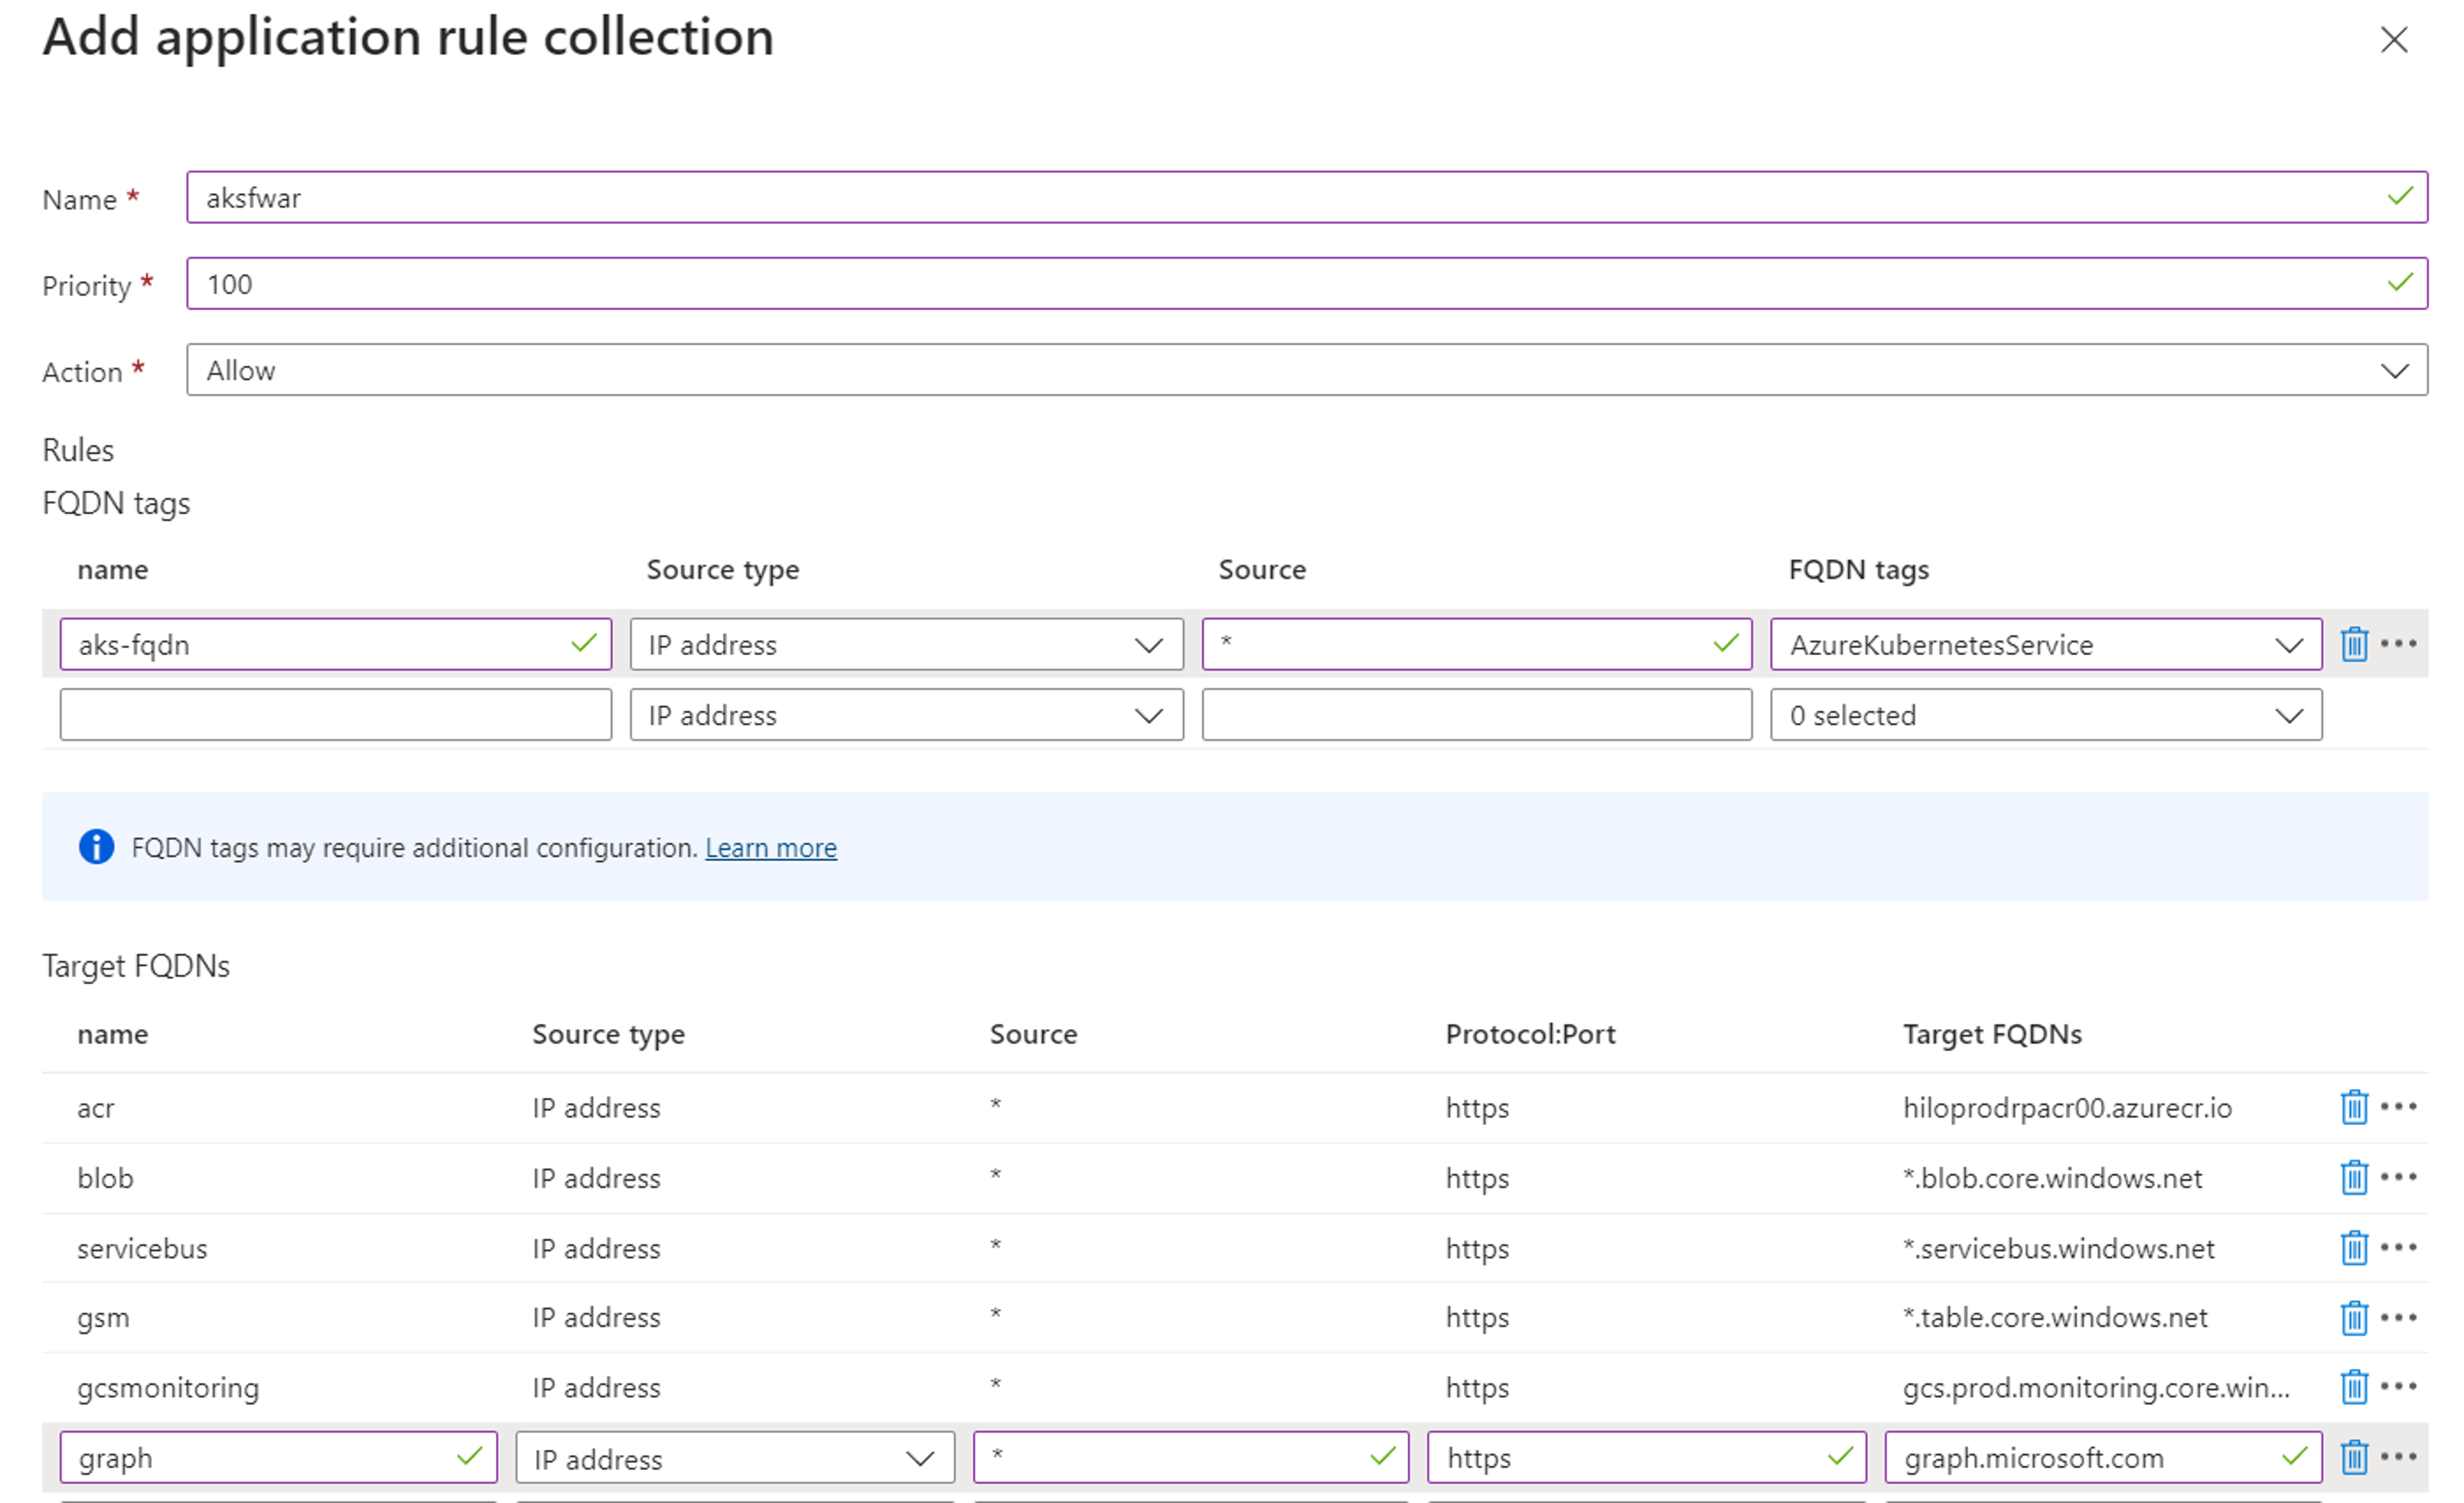 Add application rule collection
Name *
aksfwar
Priority *
100
Action *
Allow
Rules
FQDN tags
name Source type Source FQDN tags
aks-fqdn IP address * AzureKubernetesService
IP address 0 selected
FQDN tags may require additional configuration. Learn more
Target FQDNs
name Source type Source Protocol:Port Target FQDNs
acr IP address * https hiloprodrpacr00.azurecr.io
blob IP address * https *.blob.core.windows.net
servicebus IP address * https *.servicebus.windows.net
gsm IP address * https *.table.core.windows.net
gcsmonitoring IP address * https gcs.prod.monitoring.core.win...
graph IP address * https graph.microsoft.com